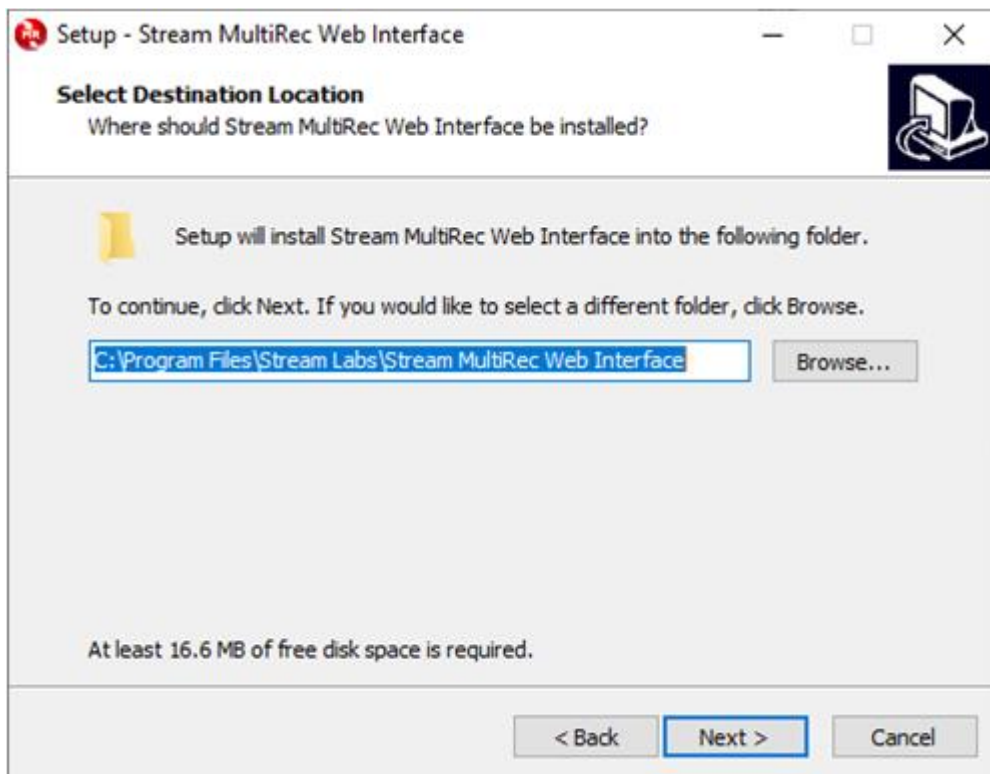 Setup - Stream MultiRec Web Interface
Select Destination Location
Where should Stream MultiRec Web Interface be installed?
Setup will install Stream MultiRec Web Interface into the following folder.
To continue, click Next. If you would like to select a different folder, click Browse.
C:\Program Files\Stream Labs\Stream MultiRec Web Interface
Browse...
At least 16.6 MB of free disk space is required.
< Back
Next >
Cancel